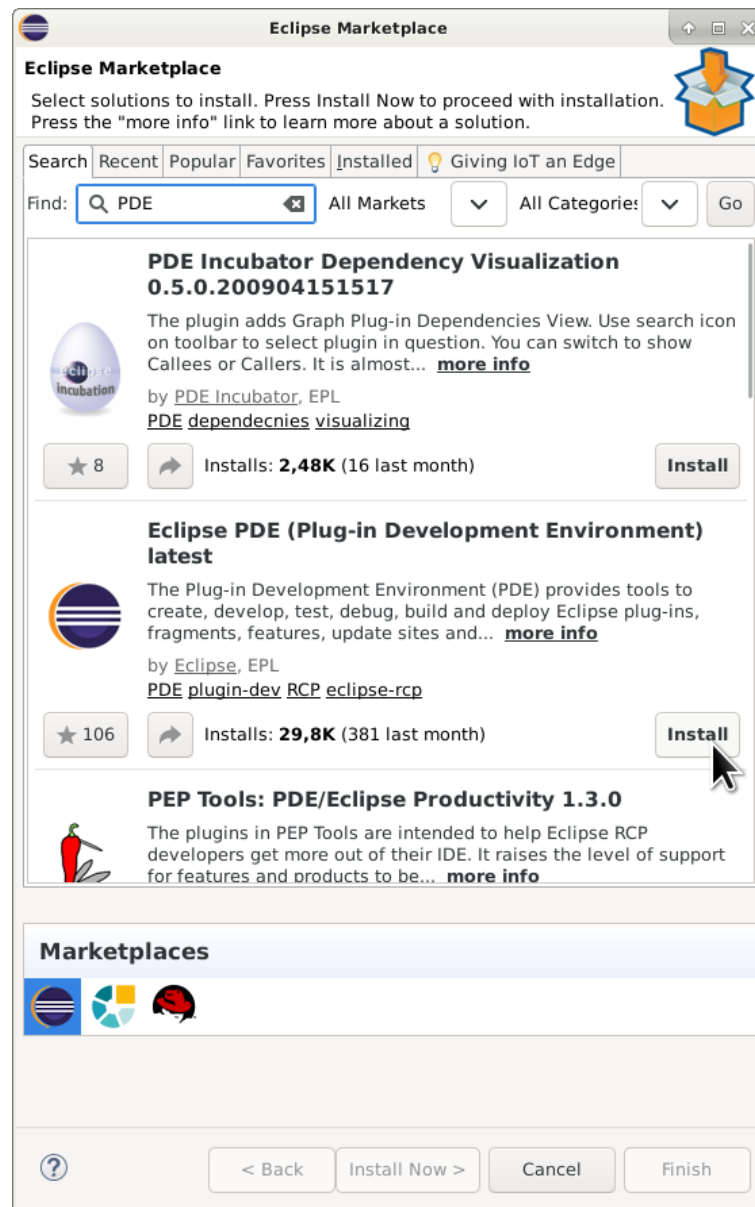 Eclipse Marketplace
Eclipse Marketplace
Select solutions to install. Press Install Now to proceed with installation.
Press the "more info" link to learn more about a solution.
Search Recent Popular Favorites Installed Giving IoT an Edge
Find: PDE All Markets All Categories Go
PDE Incubator Dependency Visualization
0.5.0.200904151517
The plugin adds Graph Plug-in Dependencies View. Use search icon
on toolbar to select plugin in question. You can switch to show
Callees or Callers. It is almost... more info
eclipse
incubation
by PDE Incubator, EPL
PDE dependecnies visualizing
8 Installs: 2,48K (16 last month) Install
Eclipse PDE (Plug-in Development Environment)
latest
The Plug-in Development Environment (PDE) provides tools to
create, develop, test, debug, build and deploy Eclipse plug-ins,
fragments, features, update sites and... more info
by Eclipse, EPL
PDE plugin-dev RCP eclipse-rcp
106 Installs: 29,8K (381 last month) Install
PEP Tools: PDE/Eclipse Productivity 1.3.0
The plugins in PEP Tools are intended to help Eclipse RCP
developers get more out of their IDE. It raises the level of support
for features and products to be... more info
Marketplaces
? < Back Install Now > Cancel Finish